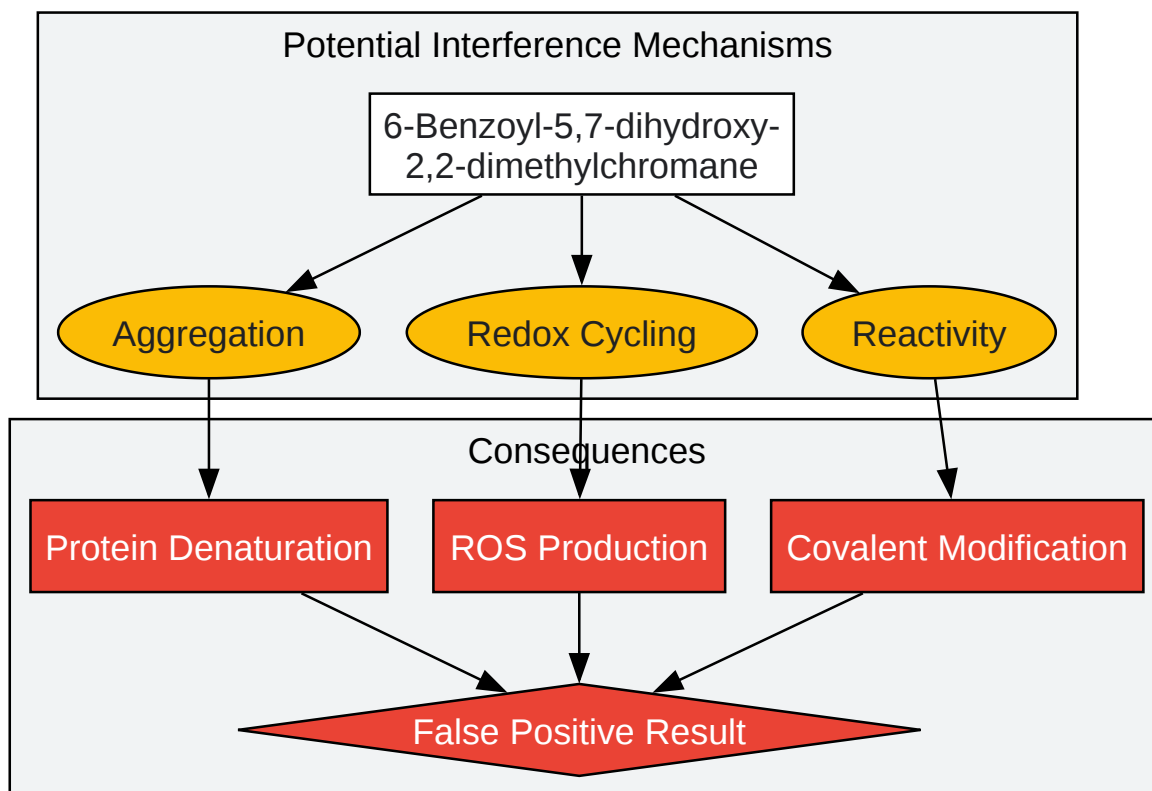 Potential Interference Mechanisms
6-Benzoyl-5,7-dihydroxy-
2,2-dimethylchromane
Aggregation
Redox Cycling
Reactivity
Consequences
Protein Denaturation
ROS Production
Covalent Modification
False Positive Result